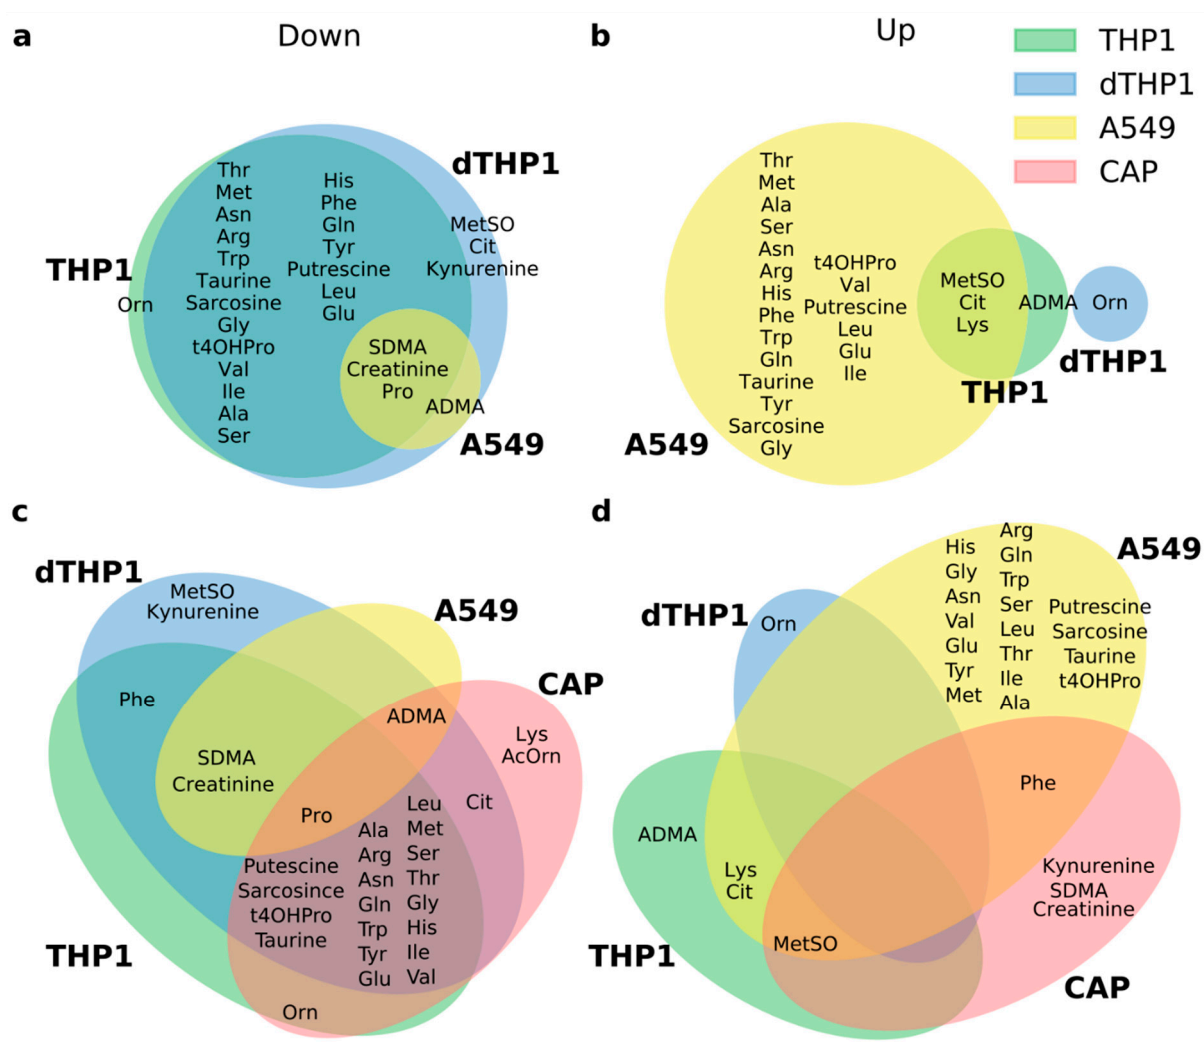 a
Down
b
Up
THP1
dTHP1
A549
CAP
dTHP1
THP1
Orn
Thr
Met
Asn
Arg
Trp
Taurine
Sarcosine
Gly
t4OHPro
Val
Ile
Ala
Ser
His
Phe
Gln
Tyr
Putrescine
Leu
Glu
MetSO
Cit
Kynurenine
SDMA
Creatinine
Pro
ADMA
A549
Thr
Met
Ala
Ser
Asn
Arg
His
Phe
Trp
Gln
Taurine
Tyr
Sarcosine
Gly
t4OHPro
Val
Putrescine
Leu
Glu
Ile
MetSO
Cit
Lys
ADMA
Orn
dTHP1
THP1
A549
c
dTHP1
MetSO
Kynurenine
A549
CAP
Phe
ADMA
Lys
AcOrn
SDMA
Creatinine
Pro
Cit
Putescine
Sarcosince
t4OHPro
Taurine
Ala
Arg
Asn
Gln
Trp
Tyr
Glu
Leu
Met
Ser
Thr
Gly
His
Ile
Val
THP1
Orn
d
A549
dTHP1
Orn
His
Gly
Asn
Val
Glu
Tyr
Met
Arg
Gln
Trp
Ser
Leu
Thr
Ile
Ala
Putrescine
Sarcosine
Taurine
t4OHPro
Phe
ADMA
Lys
Cit
Kynurenine
SDMA
Creatinine
MetSO
THP1
CAP